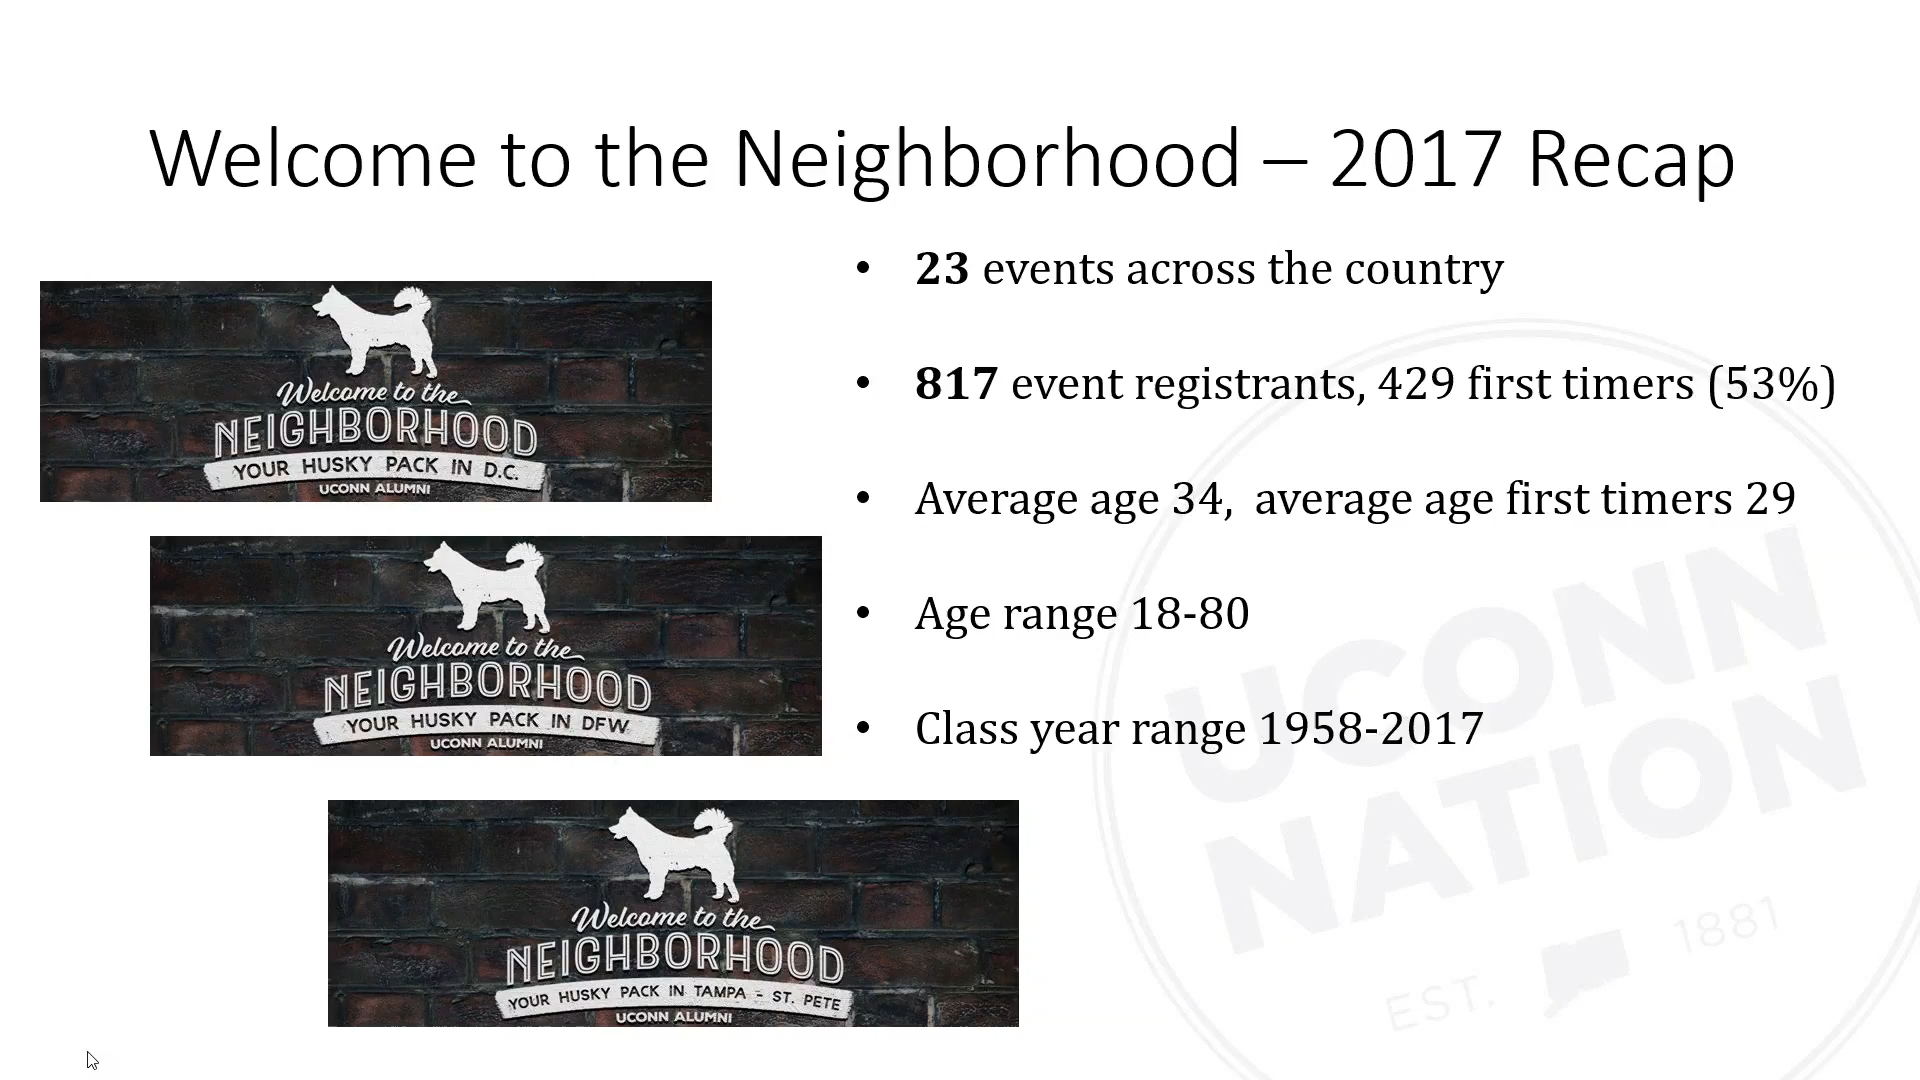 Welcome to the Neighborhood – 2017 Recap
• 23 events across the country
• 817 event registrants, 429 first timers (53%)
• Average age 34, average age first timers 29
• Age range 18-80
• Class year range 1958-2017
Welcome to the
NEIGHBORHOOD
YOUR HUSKY PACK IN D.C.
UCONN ALUMNI
Welcome to the
NEIGHBORHOOD
YOUR HUSKY PACK IN DFW
UCONN ALUMNI
Welcome to the
NEIGHBORHOOD
YOUR HUSKY PACK IN TAMPA - ST. PETE
UCONN ALUMNI
UCONN
NATION
EST. 1881